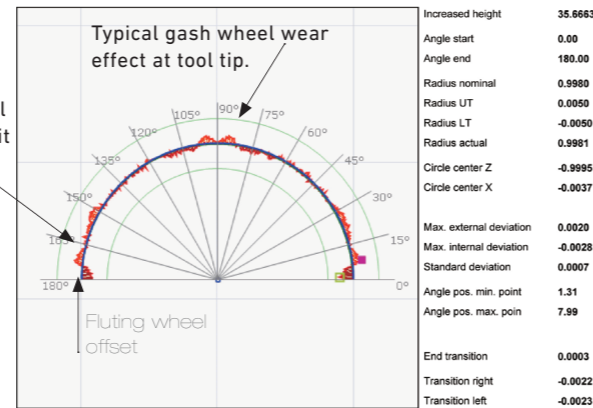 Typical gash wheel wear
effect at tool tip.
it
180°
165°
150°
135°
120°
105°
90°
75°
60°
45°
30°
15°
0°
Fluting wheel
offset
Increased height 35.6663
Angle start 0.00
Angle end 180.00
Radius nominal 0.9980
Radius UT 0.0050
Radius LT -0.0050
Radius actual 0.9981
Circle center Z -0.9995
Circle center X -0.0037
Max. external deviation 0.0020
Max. internal deviation -0.0028
Standard deviation 0.0007
Angle pos. min. point 1.31
Angle pos. max. poin 7.99
End transition 0.0003
Transition right -0.0022
Transition left -0.0023